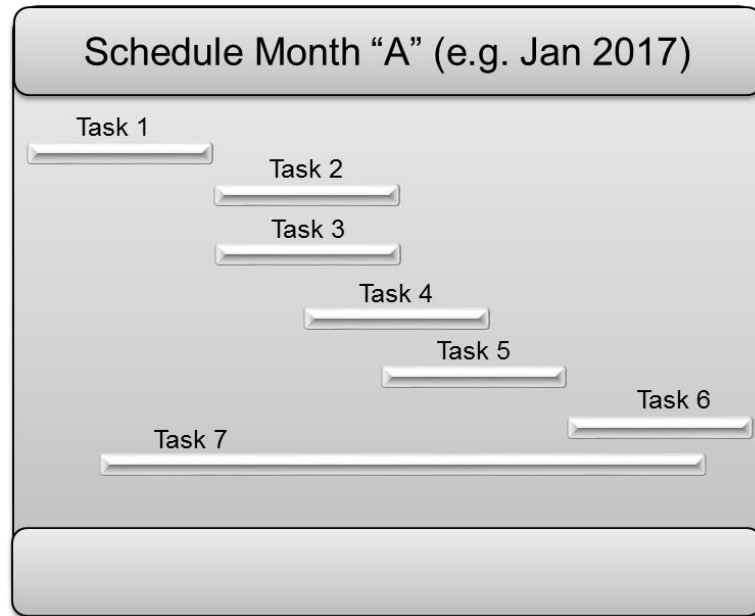 Schedule Month “A” (e.g. Jan 2017)
Task 1
Task 2
Task 3
Task 4
Task 5
Task 6
Task 7